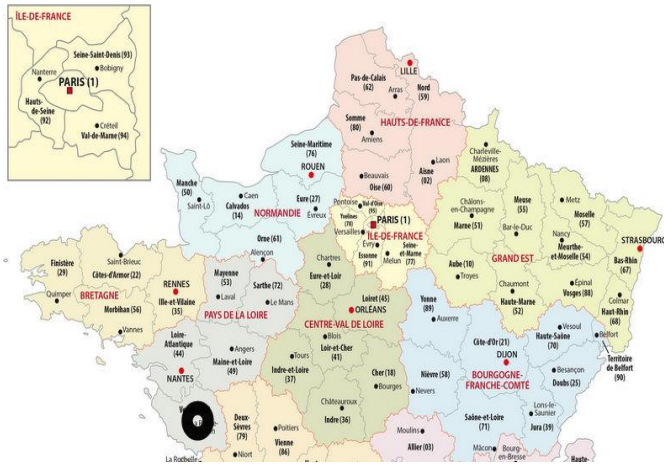 ÎLE-DE-FRANCE
Seine-Saint-Denis (93)
Nanterre
Bobigny
PARIS (1)
Hauts-
de-Seine
(92)
Créteil
Val-de-Marne (94)
LILLE
Pas-de-Calais
(62)
Arras
Nord
(59)
Somme
(80)
HAUTS-DE-FRANCE
Amiens
Aisne
(02)
Laon
Beauvais
Oise (60)
Seine-Maritime
(76)
ROUEN
Manche
(50)
Saint-Lô
Caen
Calvados
(14)
Eure (27)
Évreux
NORMANDIE
Orne (61)
Alençon
Pontoise
Val-d'Oise
(95)
Yvelines
(78)
Versailles
PARIS (1)
ÎLE-DE-FRANCE
Évry
Essonne
(91)
Melun
Seine-
et-Marne
(77)
Charleville-
Mézières
ARDENNES
(08)
Châlons-
en-Champagne
Marne (51)
Meuse
(55)
Bar-le-Duc
Metz
Moselle
(57)
Nancy
Meurthe-
et-Moselle (54)
STRASBOURG
Bas-Rhin
(67)
GRAND EST
Aube (10)
Troyes
Chaumont
Haute-Marne
(52)
Épinal
Vosges (88)
Colmar
Haut-Rhin
(68)
Finistère
(29)
Quimper
Saint-Brieuc
Côtes-d'Armor (22)
BRETAGNE
RENNES
Ille-et-Vilaine
(35)
Morbihan (56)
Vannes
Mayenne
(53)
Laval
Sarthe (72)
Le Mans
PAYS DE LA LOIRE
Loire-
Atlantique
(44)
NANTES
Angers
Maine-et-Loire
(49)
Chartres
Eure-et-Loir
(28)
Loiret (45)
ORLÉANS
CENTRE-VAL DE LOIRE
Blois
Loir-et-Cher
(41)
Tours
Indre-et-Loire
(37)
Cher (18)
Bourges
Châteauroux
Indre (36)
Yonne
(89)
Auxerre
Côte-d'Or (21)
DIJON
BOURGOGNE-
FRANCHE-COMTÉ
Nièvre (58)
Nevers
Saône-et-Loire
(71)
Mâcon
Haute-Saône
(70)
Vesoul
Belfort
Territoire
de Belfort
(90)
Besançon
Doubs (25)
Lons-le-
Saunier
Jura (39)
Deux-
Sèvres
(79)
Niort
Poitiers
Vienne
(86)
La Rochelle
Moulins
Allier (03)
Bourg-
en-Bresse
Haute-